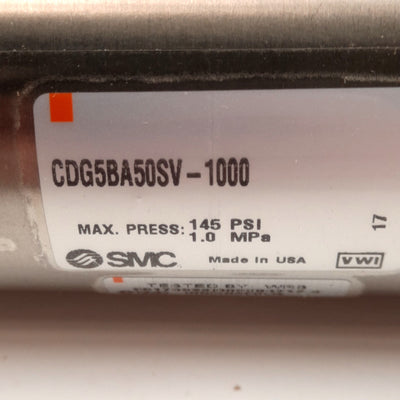 CDG5BA50SV-1000
MAX. PRESS: 145 PSI
1.0 MPa
17
SMC Made in USA VWI
TESTED BY